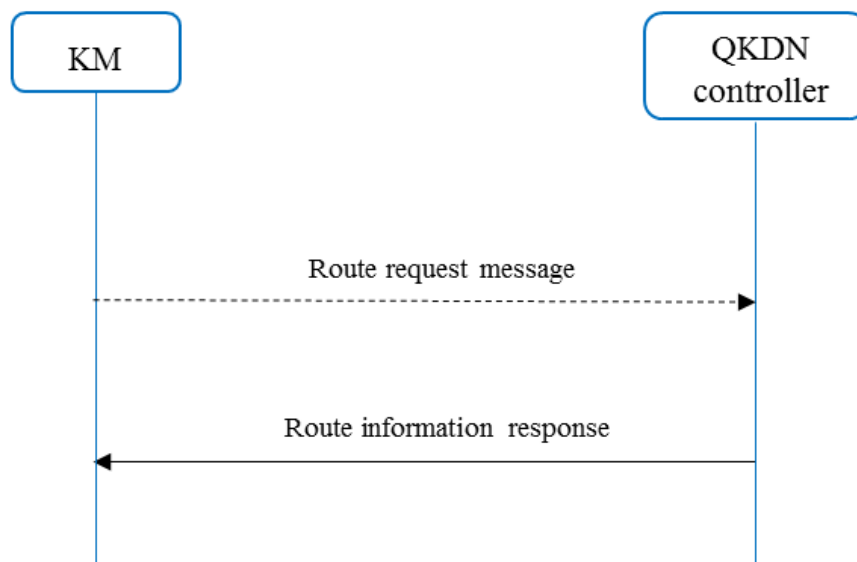 KM
QKDN
controller
Route request message
Route information response